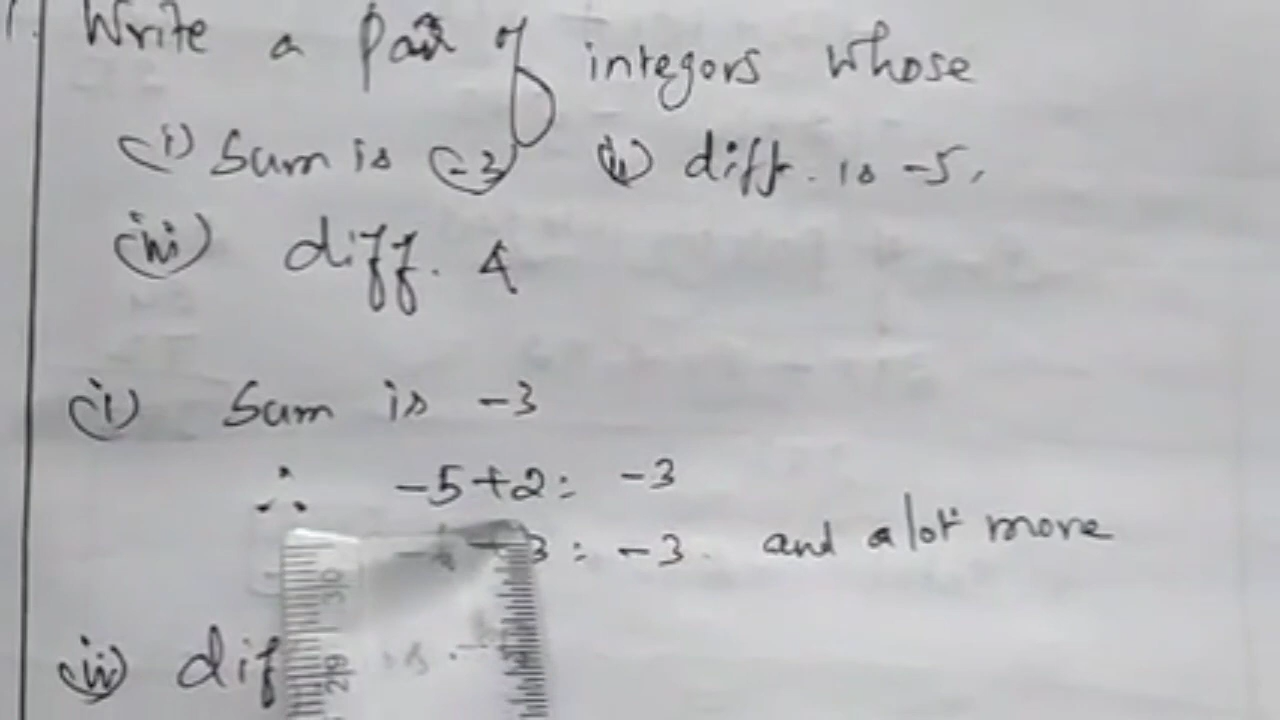 1. Write a pair of integers whose
(i) Sum is (-3) (ii) diff. is -5,
(iii) diff. 4
(i) Sum is -3
∴ -5+2 = -3
3 = -3. and a lot more
(ii) dif is